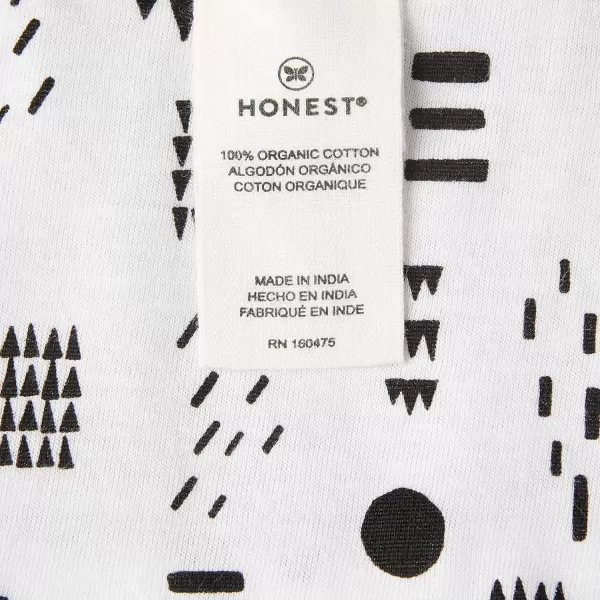 HONEST®
100% ORGANIC COTTON
ALGODÓN ORGÁNICO
COTON ORGANIQUE
MADE IN INDIA
HECHO EN INDIA
FABRIQUÉ EN INDE
RN 160475